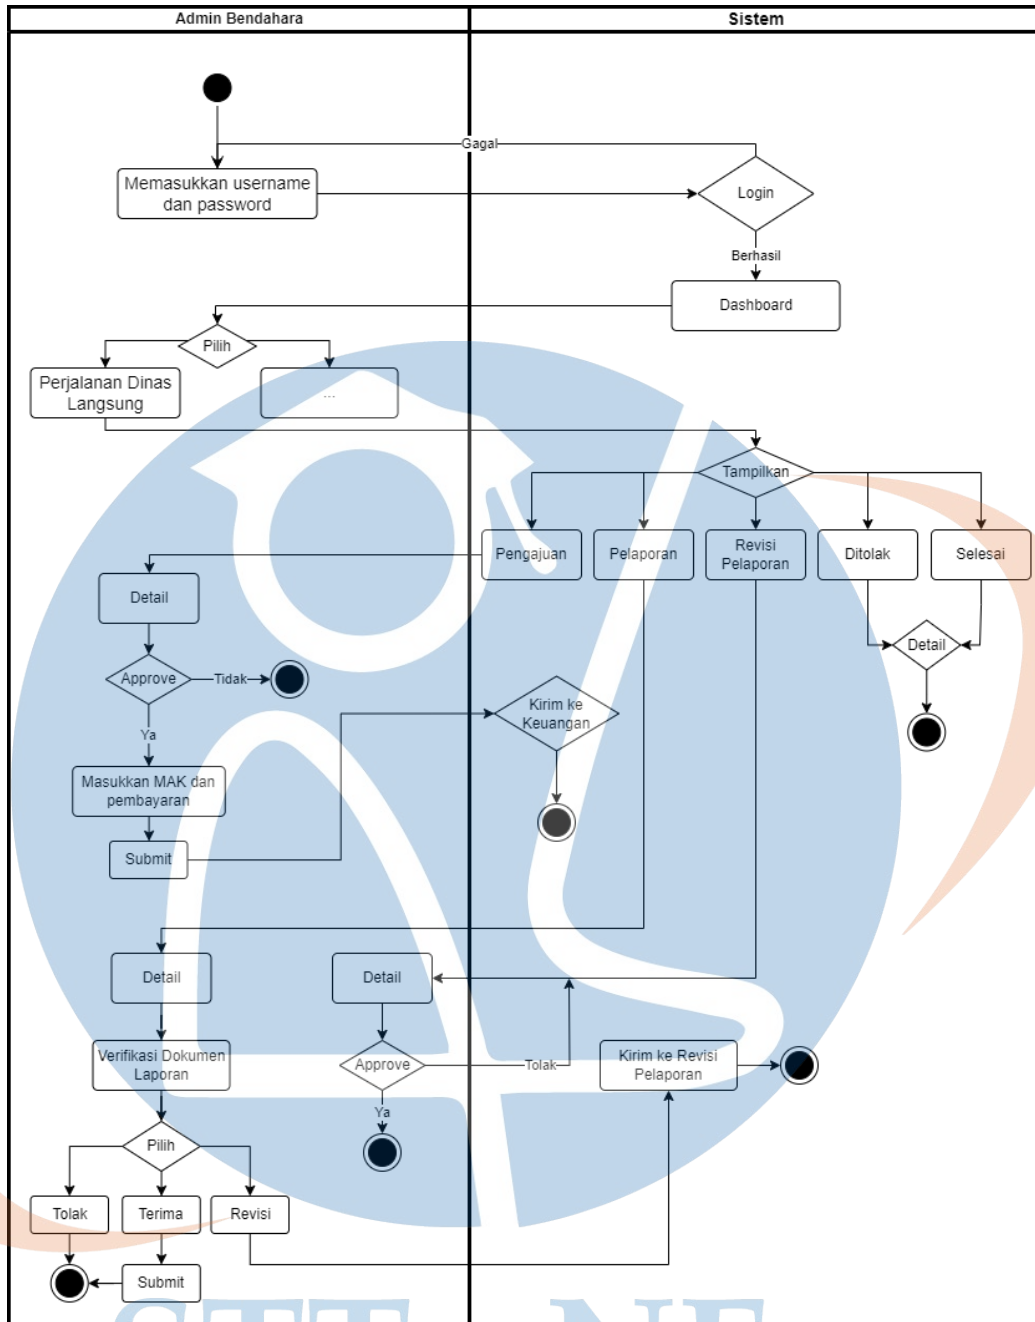 Admin Bendahara
Sistem
Gagal
Memasukkan username
dan password
Login
Berhasil
Dashboard
Pilih
Perjalanan Dinas
Langsung
...
Tampilkan
Pengajuan
Pelaporan
Revisi
Pelaporan
Ditolak
Selesai
Detail
Detail
Approve
Tidak
Kirim ke
Keuangan
Ya
Masukkan MAK dan
pembayaran
Submit
Detail
Detail
Verifikasi Dokumen
Laporan
Approve
Tolak
Kirim ke Revisi
Pelaporan
Ya
Pilih
Tolak
Terima
Revisi
Submit